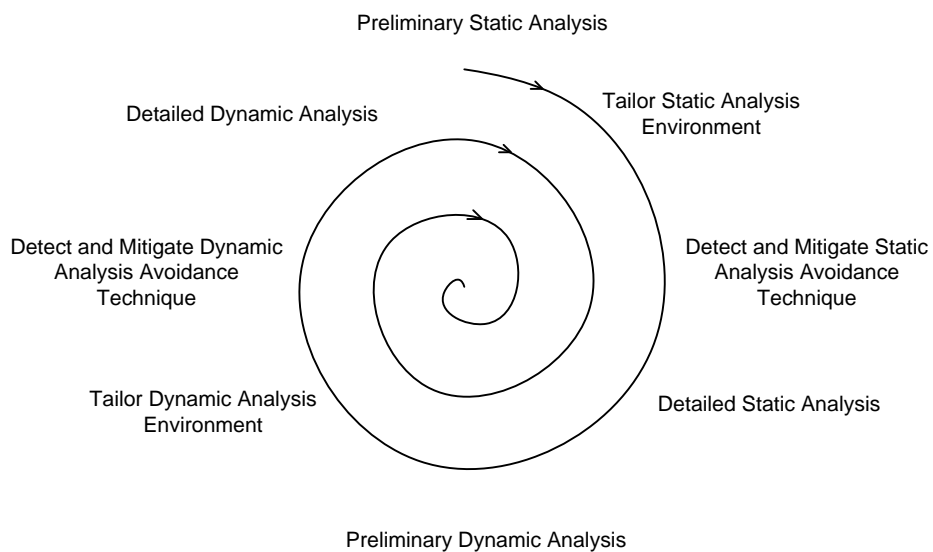 Preliminary Static Analysis
Tailor Static Analysis
Environment
Detect and Mitigate Static
Analysis Avoidance
Technique
Detailed Static Analysis
Preliminary Dynamic Analysis
Tailor Dynamic Analysis
Environment
Detect and Mitigate Dynamic
Analysis Avoidance
Technique
Detailed Dynamic Analysis